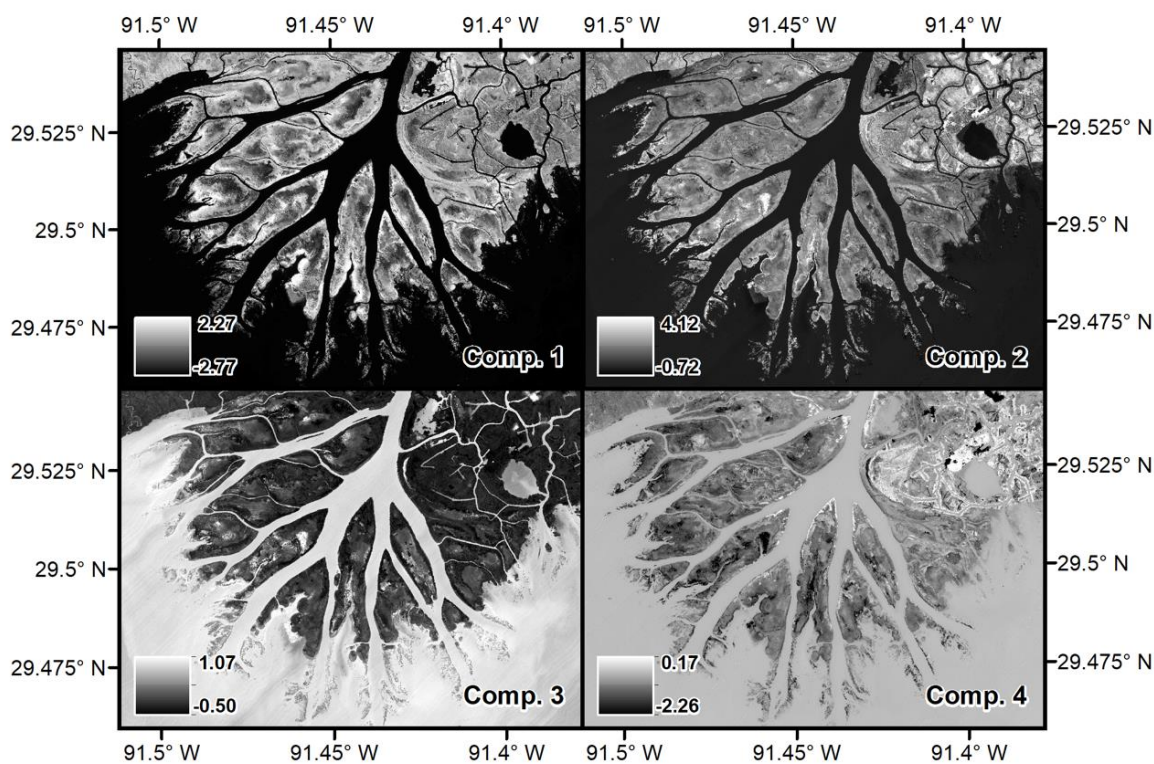 91.5° W 91.45° W 91.4° W 91.5° W 91.45° W 91.4° W
29.525° N
29.5° N
29.475° N
2.27
-2.77
Comp. 1
4.12
-0.72
Comp. 2
29.525° N
29.5° N
29.475° N
29.525° N
29.5° N
29.475° N
1.07
-0.50
Comp. 3
0.17
-2.26
Comp. 4
29.525° N
29.5° N
29.475° N
91.5° W 91.45° W 91.4° W 91.5° W 91.45° W 91.4° W